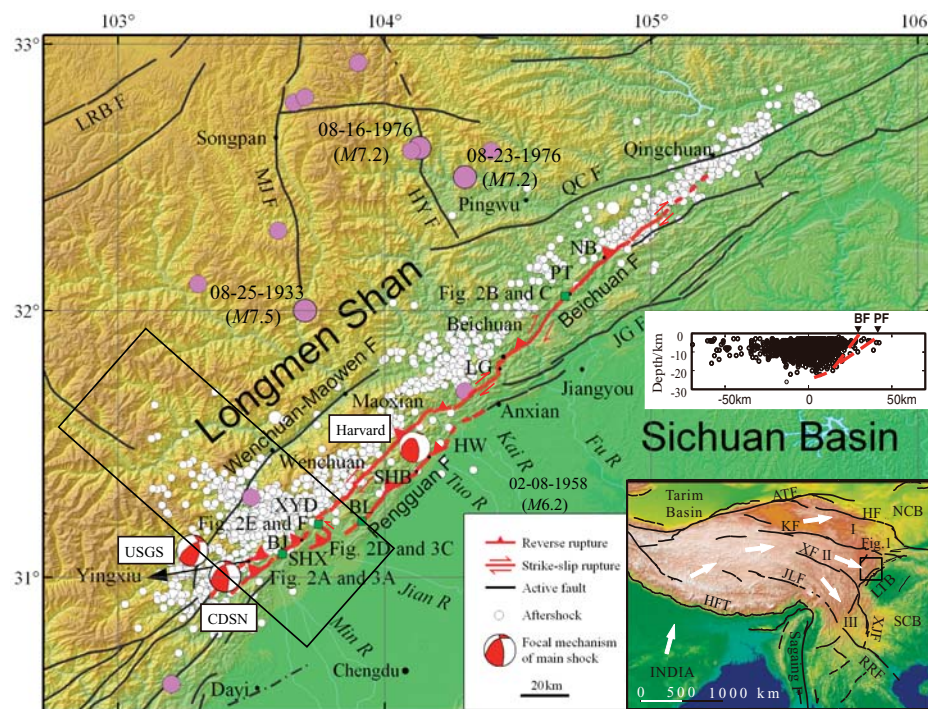 103°
104°
105°
106
33°
LRB F
Songpan
08-16-1976
(M7.2)
08-23-1976
(M7.2)
Qingchuan
MJ F
HY F
QC F
Pingwu
NB
PT
32°
08-25-1933
(M7.5)
Fig. 2B and C
Beichuan F
Longmen Shan
Beichuan
JG F
BF PF
Depth/km
0
-10
-20
-30
-50km
0
50km
LG
Jiangyou
Wenchuan-Maowen F
Maoxian
Anxian
Harvard
Sichuan Basin
HW
Wenchuan
SHB
Kai R
Fu R
Tuo R
XYD
BL
Pengguan F
02-08-1958
(M6.2)
Fig. 2E and F
USGS
BJ
Fig. 2D and 3C
SHX
Yingxiu
31°
Fig. 2A and 3A
CDSN
Jian R
Min R
Chengdu
Dayi
Reverse rupture
Strike-slip rupture
Active fault
Aftershock
Focal mechanism
of main shock
20km
Tarim
Basin
ATF
HF
NCB
KF
I
Fig.1
XF II
JLF
LTB
HFT
III
XJF
SCB
Sagaing F
RRF
INDIA
0 500 1000 km